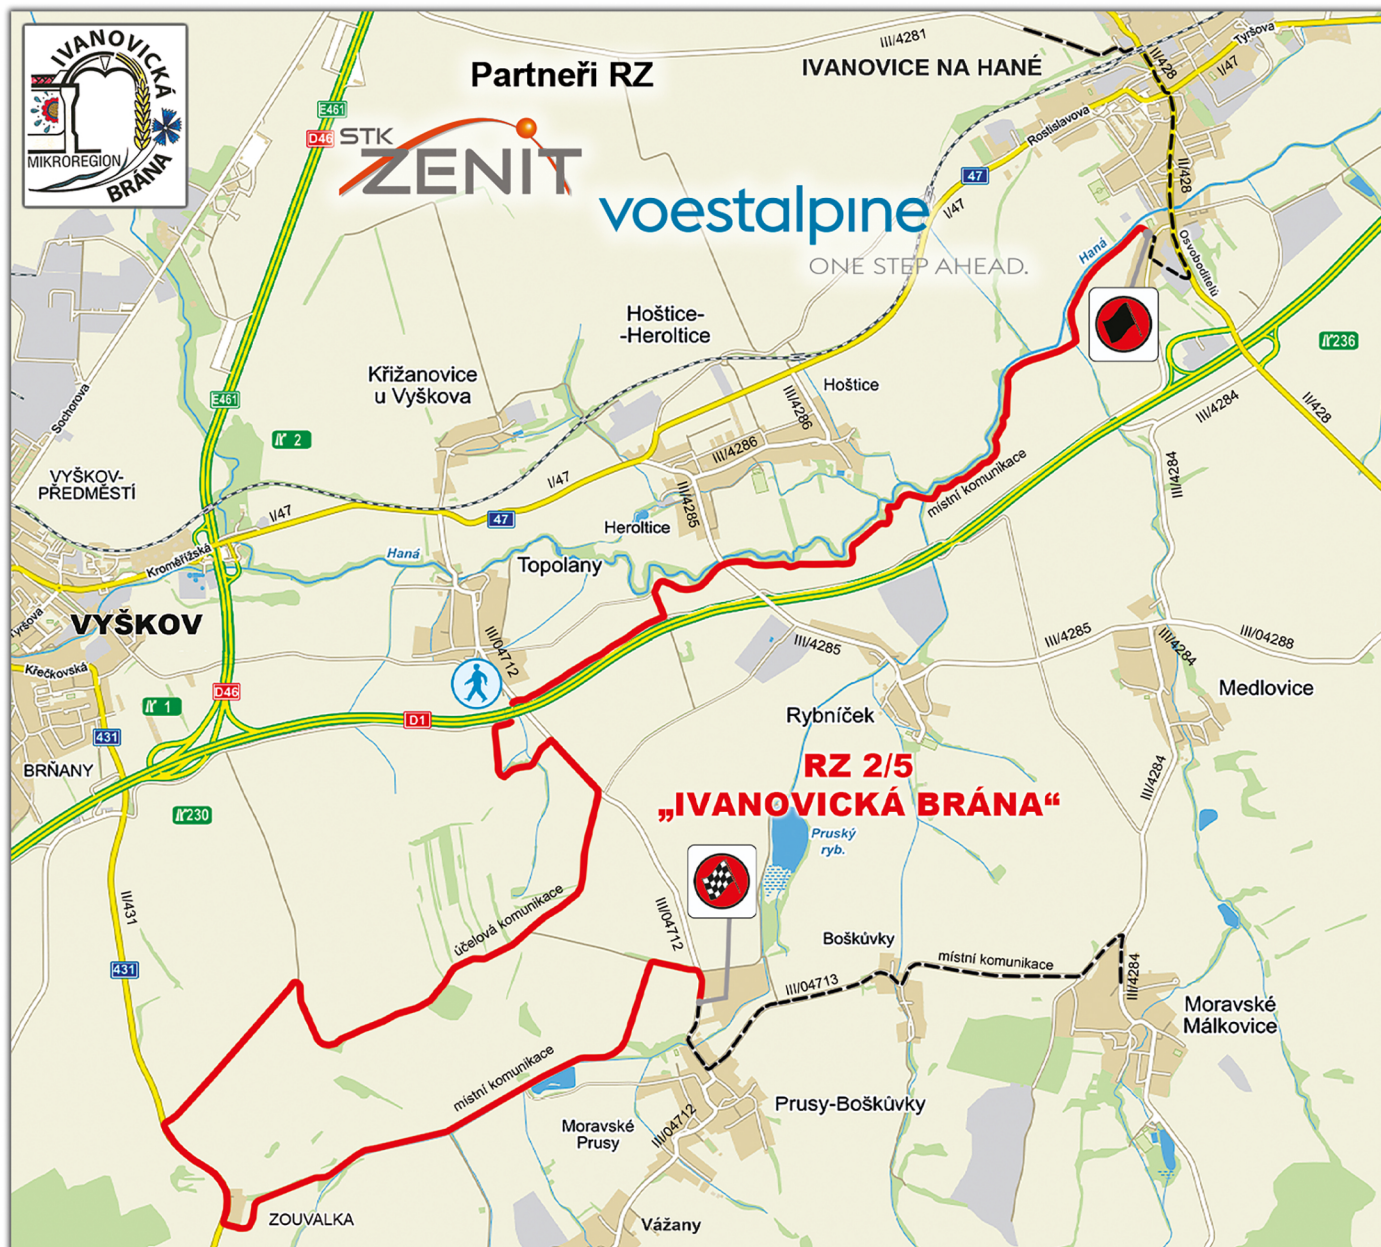 IVANOVICKÁ
MIKROREGION
BRÁNA
Partneři RZ
STK
ZENIT
voestalpine
ONE STEP AHEAD.
III/4281
IVANOVICE NA HANÉ
II/428
Tyršova
I/47
Rostislavova
E461
D46
47
I/47
II/428
Haná
Osvoboditelů
236
Hoštice-
-Heroltice
Křižanovice
u Vyškova
Hoštice
E461
III/4286
III/4286
III/4284
II/428
Sochorova
2
VYŠKOV-
PŘEDMĚSTÍ
I/47
I/47
47
III/4285
místní komunikace
III/4284
Heroltice
Kroměřížská
Haná
Topolany
VYŠKOV
Tyršova
III/04712
III/4285
III/4285
III/4284
III/04288
Křečkovská
D46
1
D1
431
Medlovice
Rybníček
BRŇANY
RZ 2/5
„IVANOVICKÁ BRÁNA“
III/4284
230
Pruský
ryb.
II/431
účelová komunikace
III/04712
Boškůvky
431
místní komunikace
III/04713
III/4284
Moravské
Málkovice
místní komunikace
Moravské
Prusy
III/04712
Prusy-Boškůvky
ZOUVALKA
Vážany